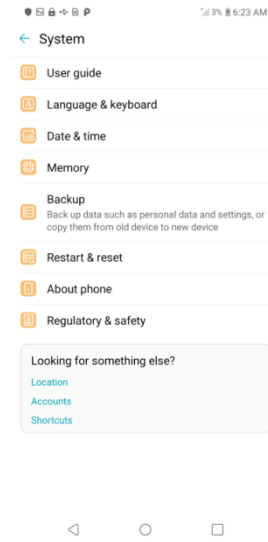 3% 6:23 AM
System
User guide
Language & keyboard
Date & time
Memory
Backup
Back up data such as personal data and settings, or
copy them from old device to new device
Restart & reset
About phone
Regulatory & safety
Looking for something else?
Location
Accounts
Shortcuts